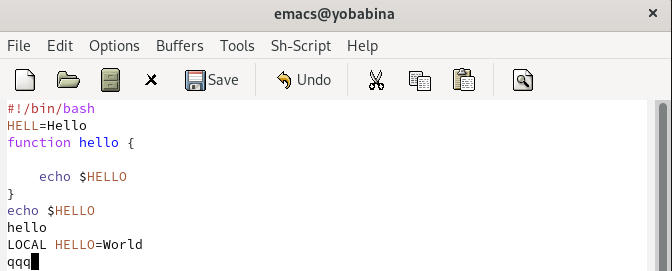 emacs@yobabina ×
File Edit Options Buffers Tools Sh-Script Help
Save Undo
#!/bin/bash
HELL=Hello
function hello {
    echo $HELLO
}
echo $HELLO
hello
LOCAL HELLO=World
qqq